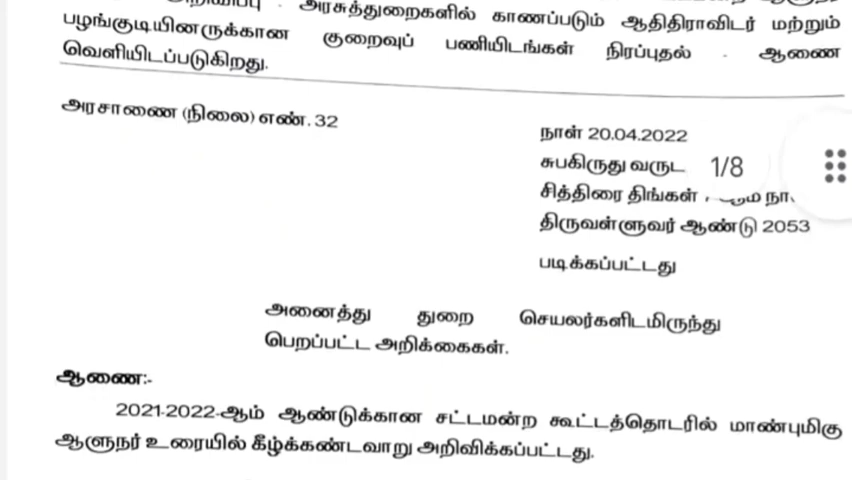 அரசுத்துறைகளில் காணப்படும் ஆதிதிராவிடர் மற்றும்
பழங்குடியினருக்கான குறைவுப் பணியிடங்கள் நிரப்புதல் - ஆணை
வெளியிடப்படுகிறது.
அரசாணை (நிலை) எண். 32
நாள் 20.04.2022
சுபகிருது வருட
1/8
சித்திரை திங்கள்
திருவள்ளுவர் ஆண்டு 2053
படிக்கப்பட்டது
அனைத்து துறை செயலர்களிடமிருந்து
பெறப்பட்ட அறிக்கைகள்.
ஆணை:-
2021-2022-ஆம் ஆண்டுக்கான சட்டமன்ற கூட்டத்தொடரில் மாண்புமிகு
ஆளுநர் உரையில் கீழ்க்கண்டவாறு அறிவிக்கப்பட்டது.